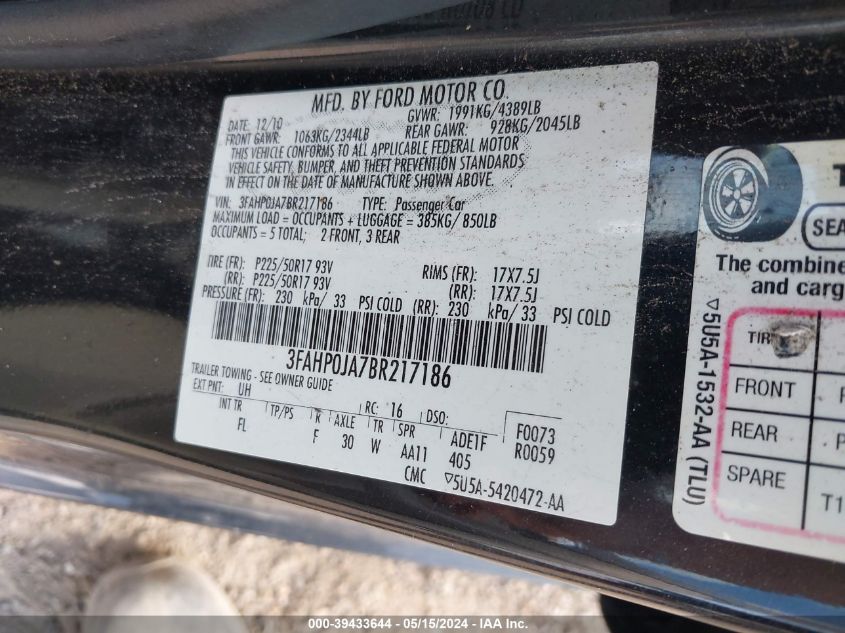 MFD. BY FORD MOTOR CO.
DATE: 12/10 GVWR: 1991KG/4389LB
FRONT GAWR: 1063KG/2344LB REAR GAWR: 928KG/2045LB
THIS VEHICLE CONFORMS TO ALL APPLICABLE FEDERAL MOTOR
VEHICLE SAFETY, BUMPER, AND THEFT PREVENTION STANDARDS
IN EFFECT ON THE DATE OF MANUFACTURE SHOWN ABOVE.
VIN: 3FAHP0JA7BR217186 TYPE: Passenger Car
MAXIMUM LOAD = OCCUPANTS + LUGGAGE = 385KG/ 850LB
OCCUPANTS = 5 TOTAL; 2 FRONT, 3 REAR
TIRE (FR): P225/50R17 93V RIMS (FR): 17X7.5J
(RR): P225/50R17 93V (RR): 17X7.5J
PRESSURE (FR): 230 kPa/ 33 PSI COLD (RR): 230 kPa/ 33 PSI COLD
3FAHP0JA7BR217186
TRAILER TOWING - SEE OWNER GUIDE
EXT PNT: UH RC: 16 DSO: F0073
INT TR TP/PS R AXLE TR SPR ADE1F R0059
FL F 30 W AA11 405
CMC ▽5U5A-5420472-AA
T
SEA
The combine
and carg
▽5U5A-1532-AA (TLU)
TIR
FRONT
REAR
SPARE
T1
000-39433644 / 05/15/2024 - IAA Inc.